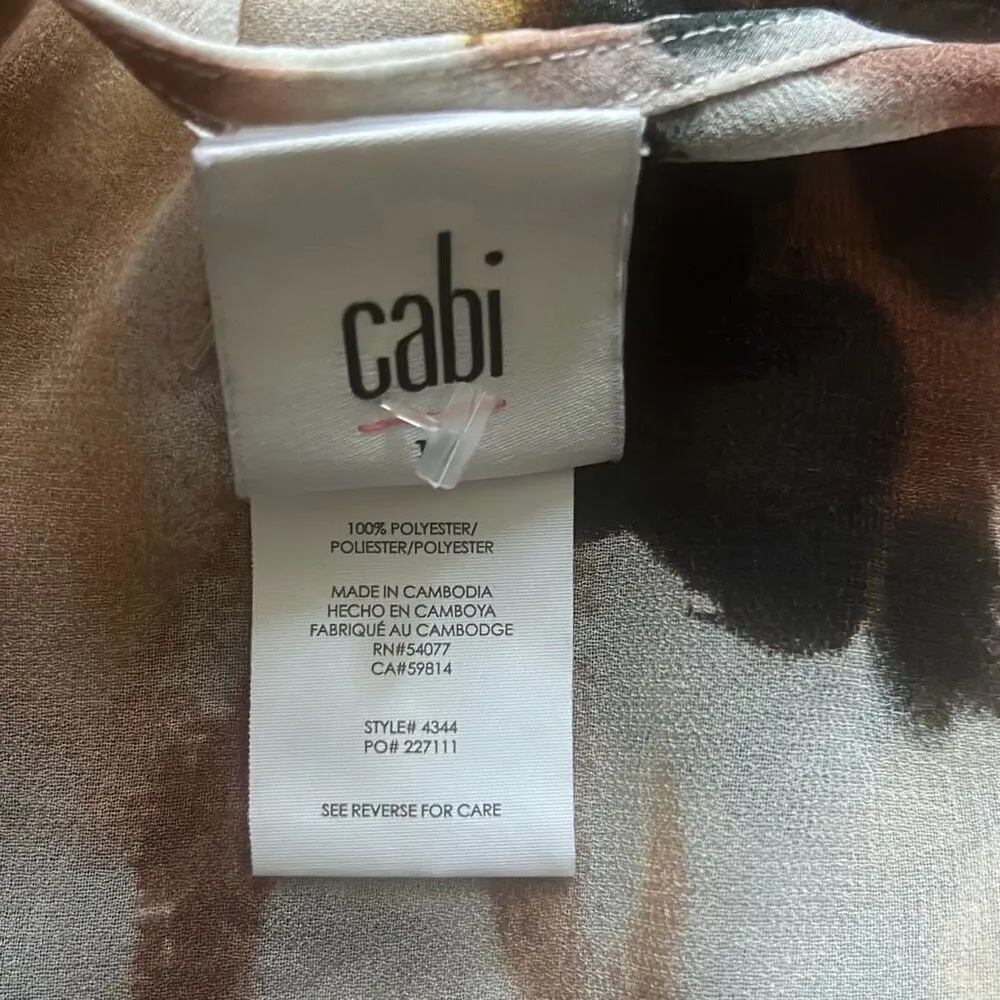 cabi
100% POLYESTER/
POLIESTER/POLYESTER
MADE IN CAMBODIA
HECHO EN CAMBOYA
FABRIQUÉ AU CAMBODGE
RN#54077
CA#59814
STYLE# 4344
PO# 227111
SEE REVERSE FOR CARE